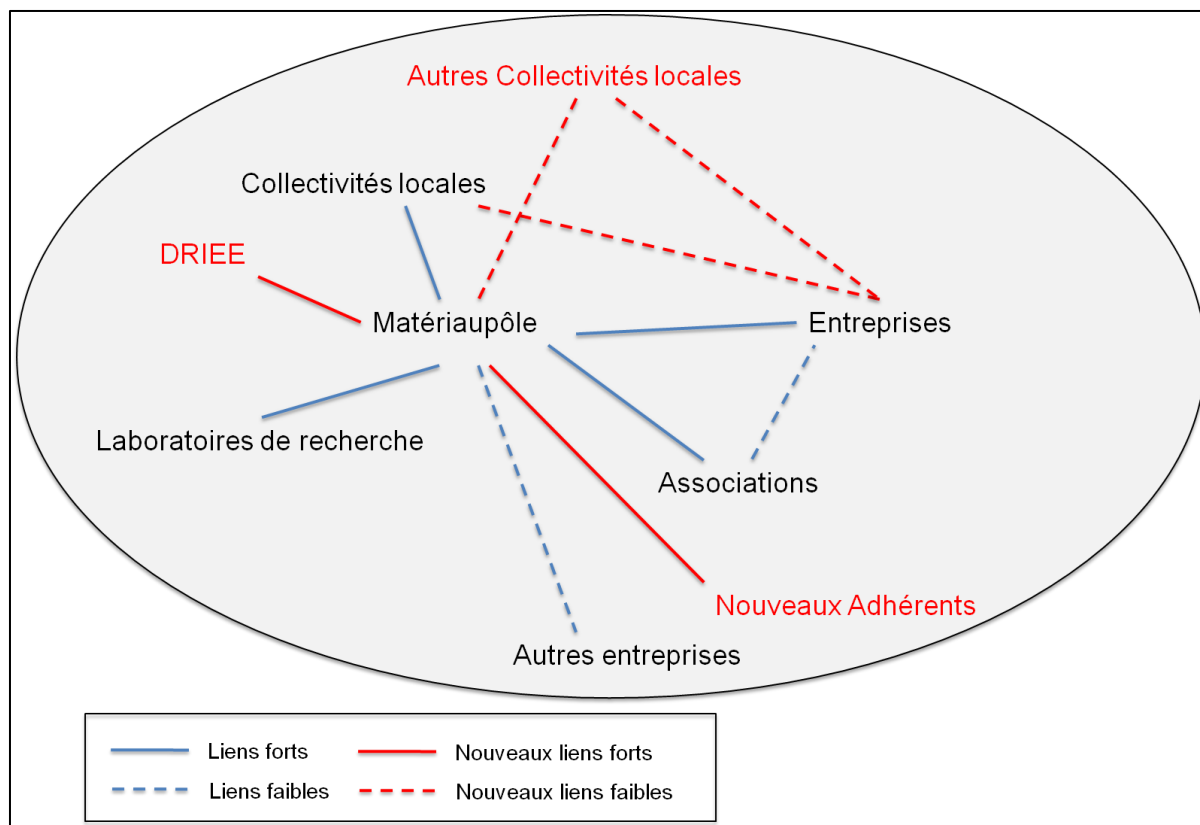 Autres Collectivités locales
Collectivités locales
DRIEE
Matériaupôle
Entreprises
Laboratoires de recherche
Associations
Nouveaux Adhérents
Autres entreprises
Liens forts
Nouveaux liens forts
Liens faibles
Nouveaux liens faibles